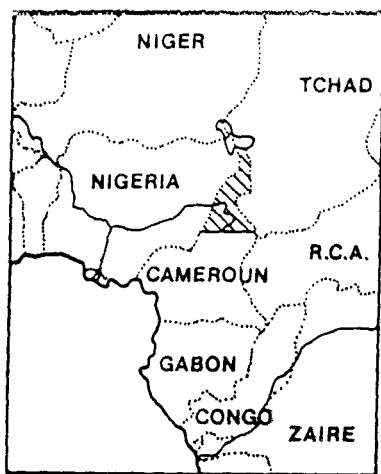 NIGER
TCHAD
NIGERIA
R.C.A.
CAMEROUN
GABON
CONGO
ZAIRE